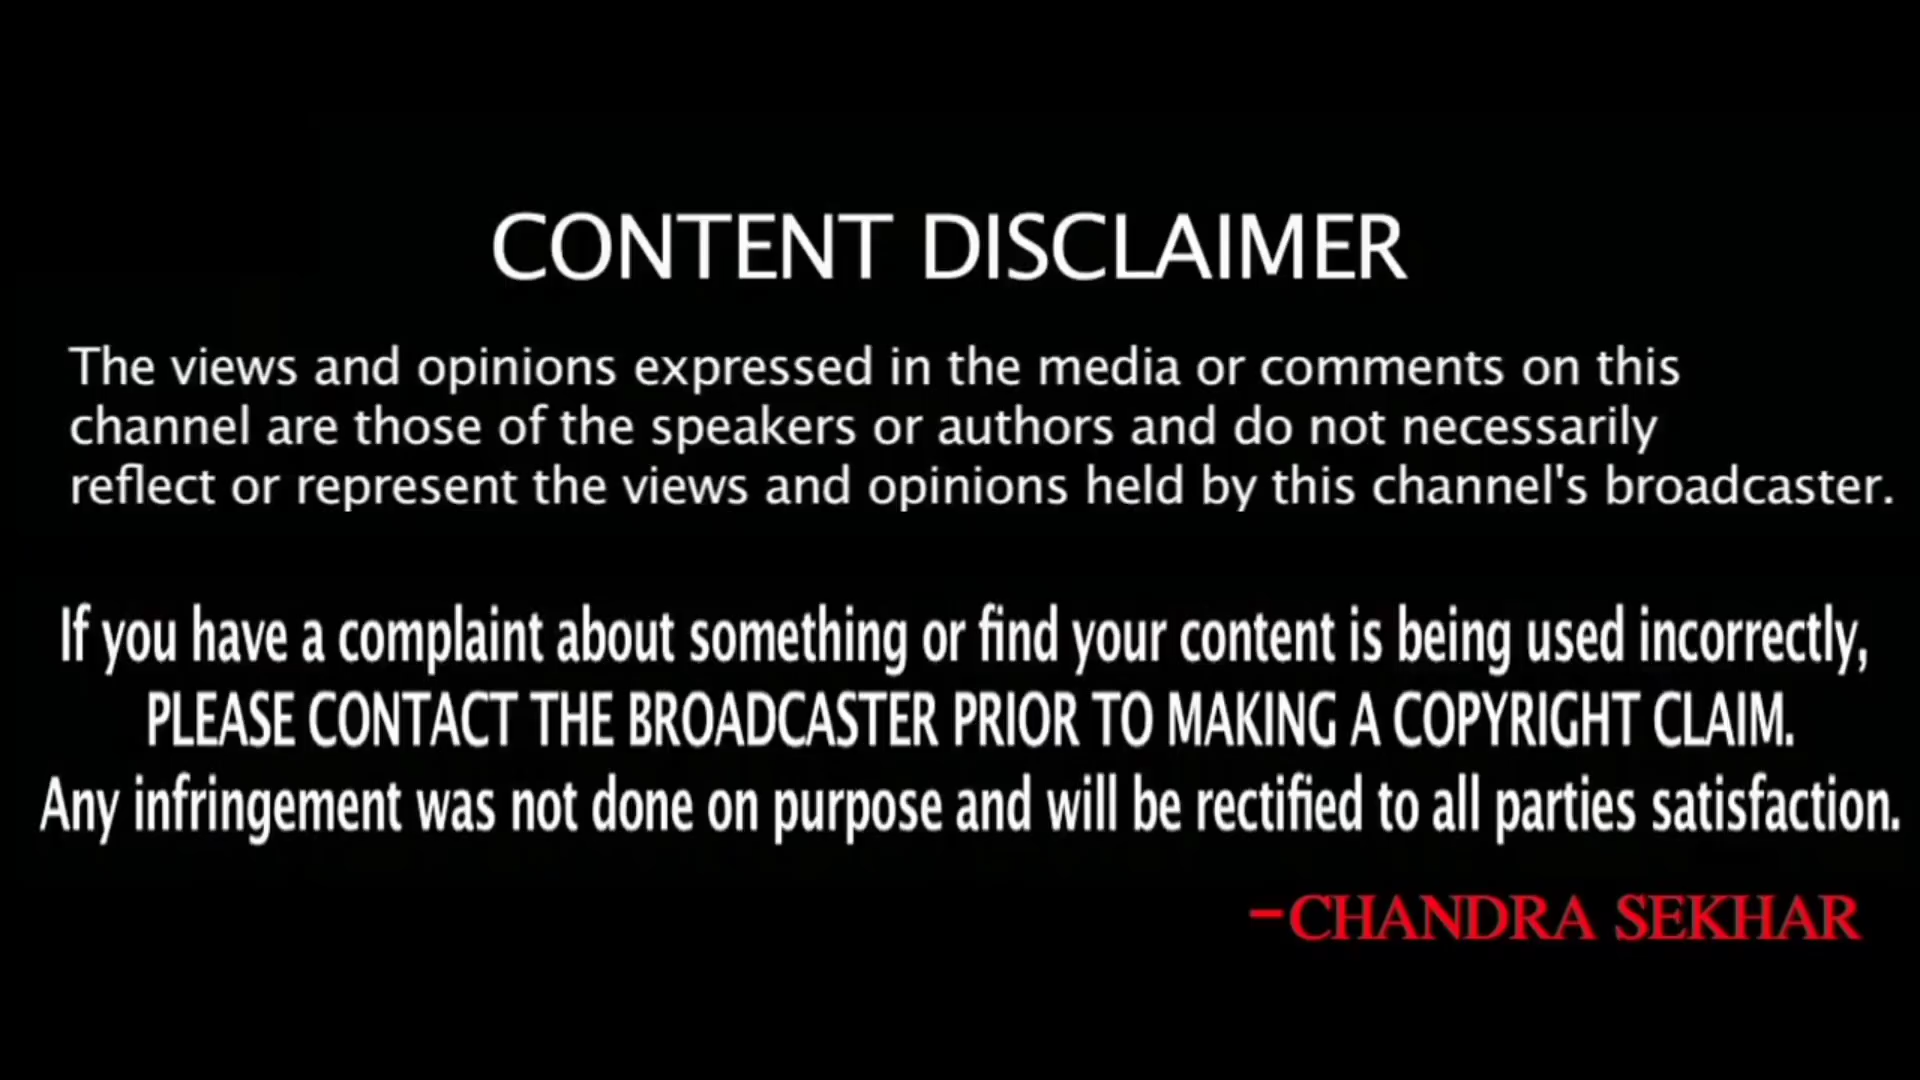 CONTENT DISCLAIMER
The views and opinions expressed in the media or comments on this
channel are those of the speakers or authors and do not necessarily
reflect or represent the views and opinions held by this channel's broadcaster.
If you have a complaint about something or find your content is being used incorrectly,
PLEASE CONTACT THE BROADCASTER PRIOR TO MAKING A COPYRIGHT CLAIM.
Any infringement was not done on purpose and will be rectified to all parties satisfaction.
-CHANDRA SEKHAR